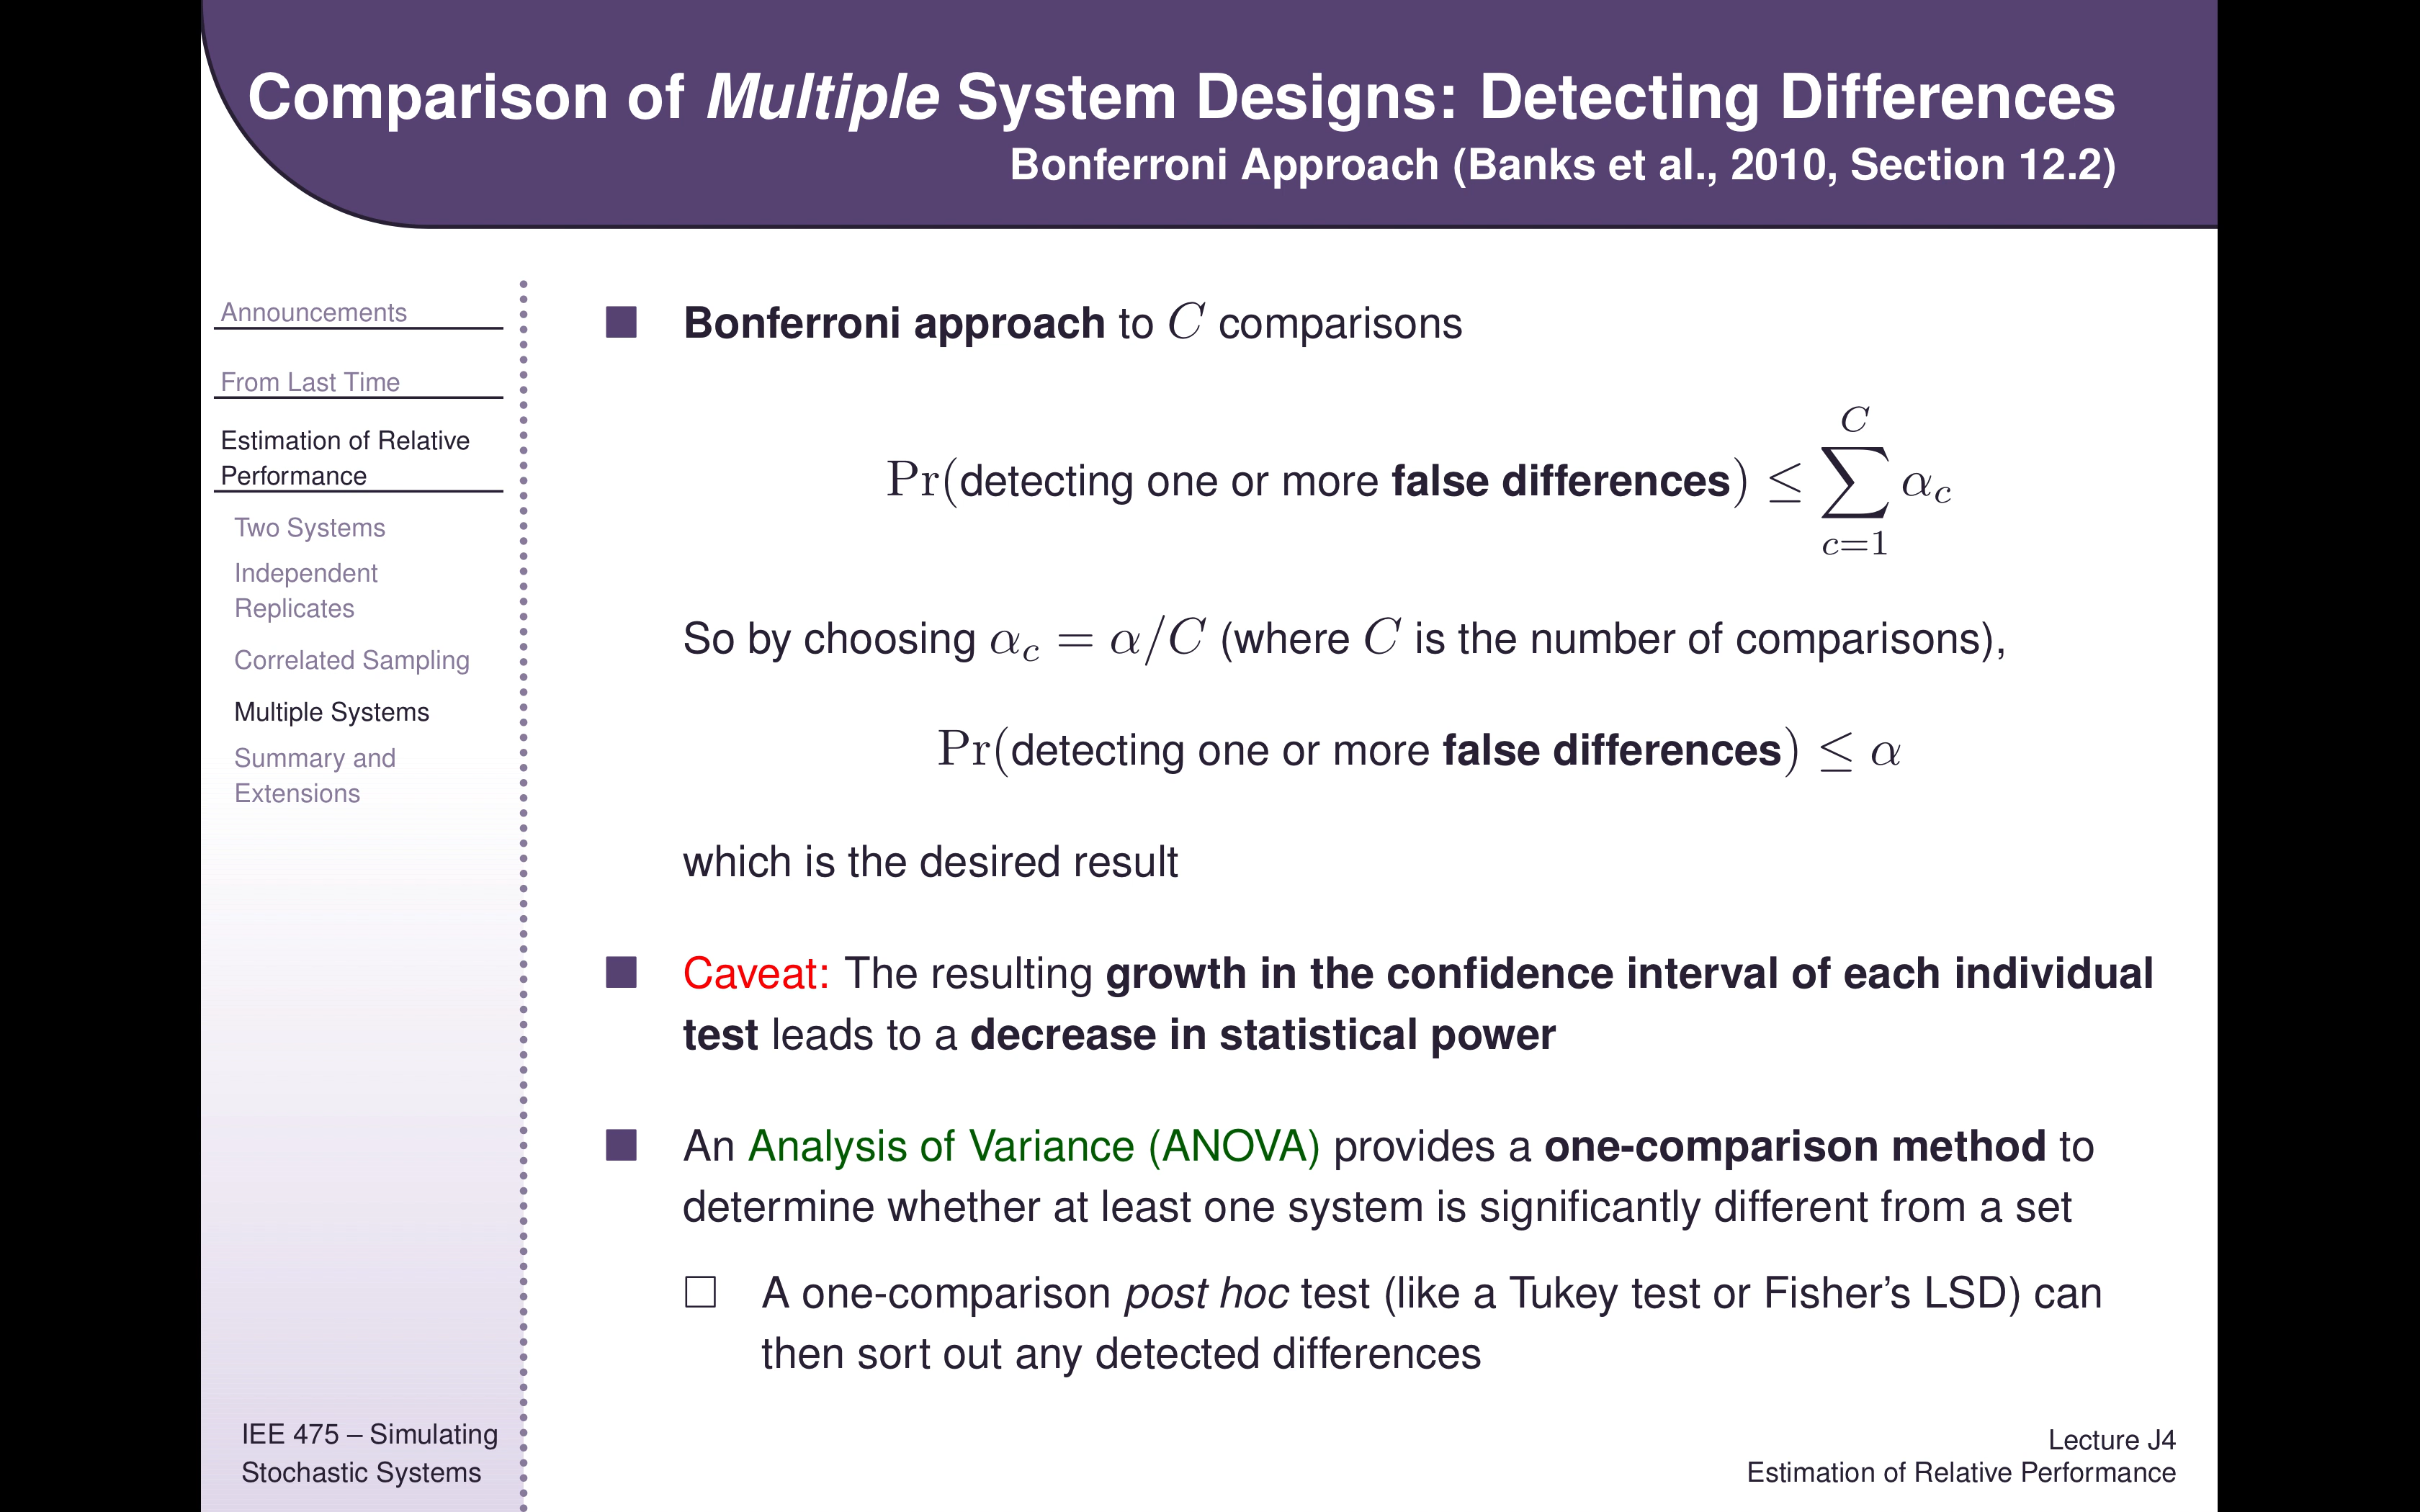 Comparison of Multiple System Designs: Detecting Differences
Bonferroni Approach (Banks et al., 2010, Section 12.2)
Announcements
From Last Time
Estimation of Relative
Performance
Two Systems
Independent
Replicates
Correlated Sampling
Multiple Systems
Summary and
Extensions
IEE 475 – Simulating
Stochastic Systems
■ Bonferroni approach to C comparisons
Pr(detecting one or more false differences) ≤ ∑_{c=1}^{C} α_c
So by choosing α_c = α/C (where C is the number of comparisons),
Pr(detecting one or more false differences) ≤ α
which is the desired result
■ Caveat: The resulting growth in the confidence interval of each individual
test leads to a decrease in statistical power
■ An Analysis of Variance (ANOVA) provides a one-comparison method to
determine whether at least one system is significantly different from a set
□ A one-comparison post hoc test (like a Tukey test or Fisher's LSD) can
then sort out any detected differences
Lecture J4
Estimation of Relative Performance